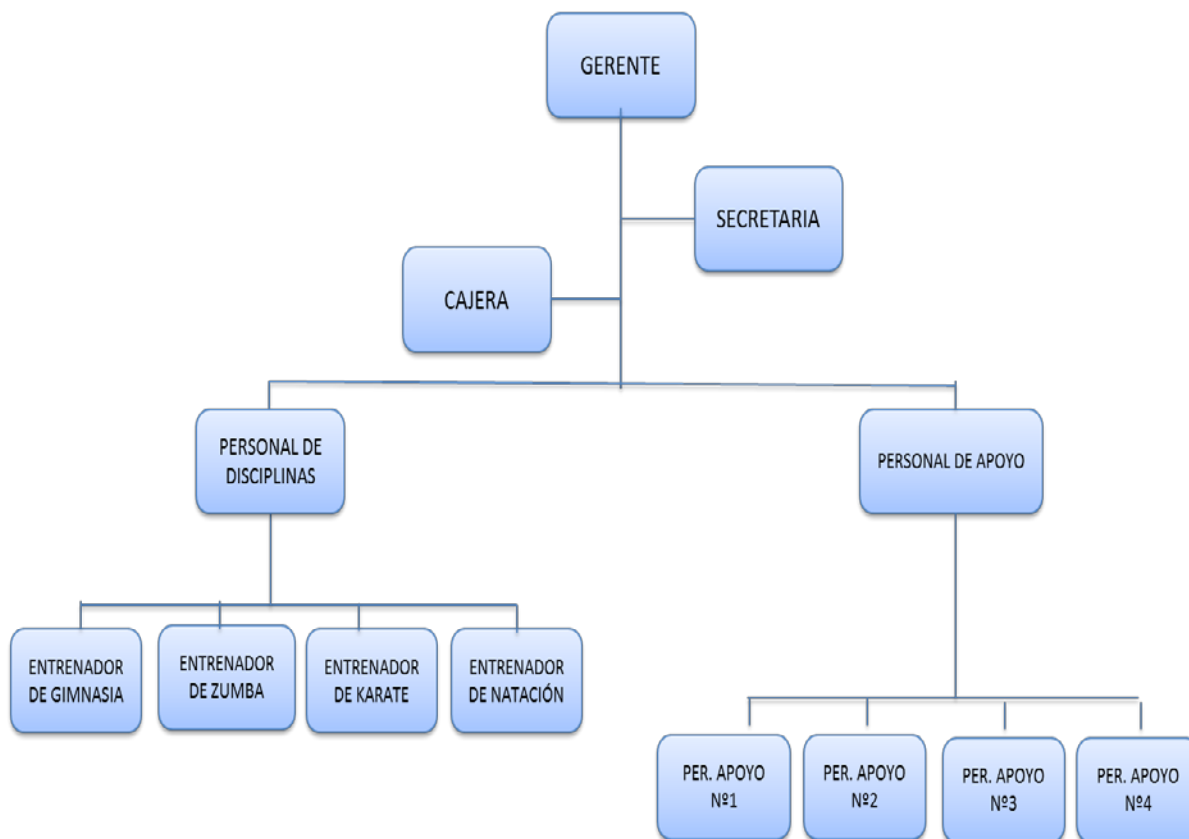 GERENTE
SECRETARIA
CAJERA
PERSONAL DE
DISCIPLINAS
PERSONAL DE APOYO
ENTRENADOR
DE GIMNASIA
ENTRENADOR
DE ZUMBA
ENTRENADOR
DE KARATE
ENTRENADOR
DE NATACIÓN
PER. APOYO
Nº1
PER. APOYO
Nº2
PER. APOYO
Nº3
PER. APOYO
Nº4